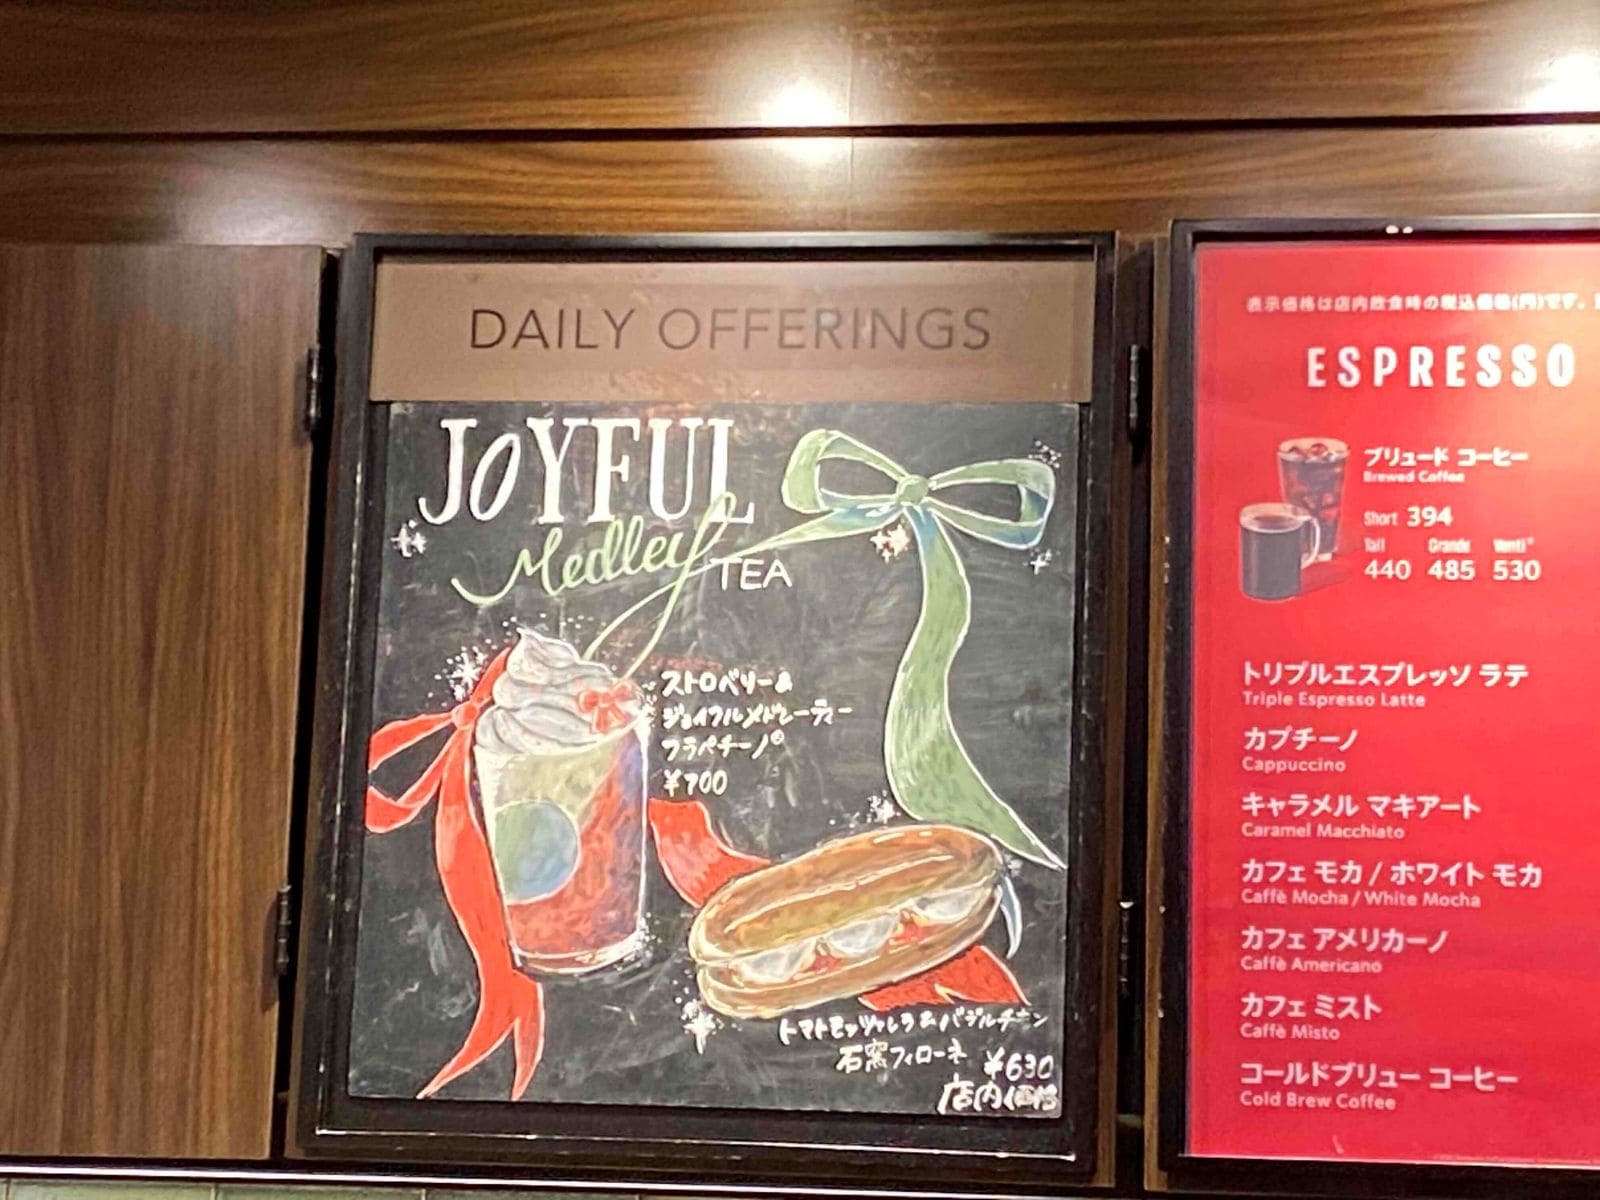 DAILY OFFERINGS
JOYFUL
Medley TEA
ストロベリー&
ジョイフルメドレーティー
フラペチーノ®
¥700
トマトモッツァレラ&バジルチキン
石窯フィローネ ¥630
店内価格
表示価格は店内飲食時の税込価格(円)です。
ESPRESSO
ブリュード コーヒー
Brewed Coffee
Short 394
Tall Grande Venti®
440 485 530
トリプルエスプレッソ ラテ
Triple Espresso Latte
カプチーノ
Cappuccino
キャラメル マキアート
Caramel Macchiato
カフェ モカ / ホワイト モカ
Caffè Mocha / White Mocha
カフェ アメリカーノ
Caffè Americano
カフェ ミスト
Caffè Misto
コールドブリュー コーヒー
Cold Brew Coffee